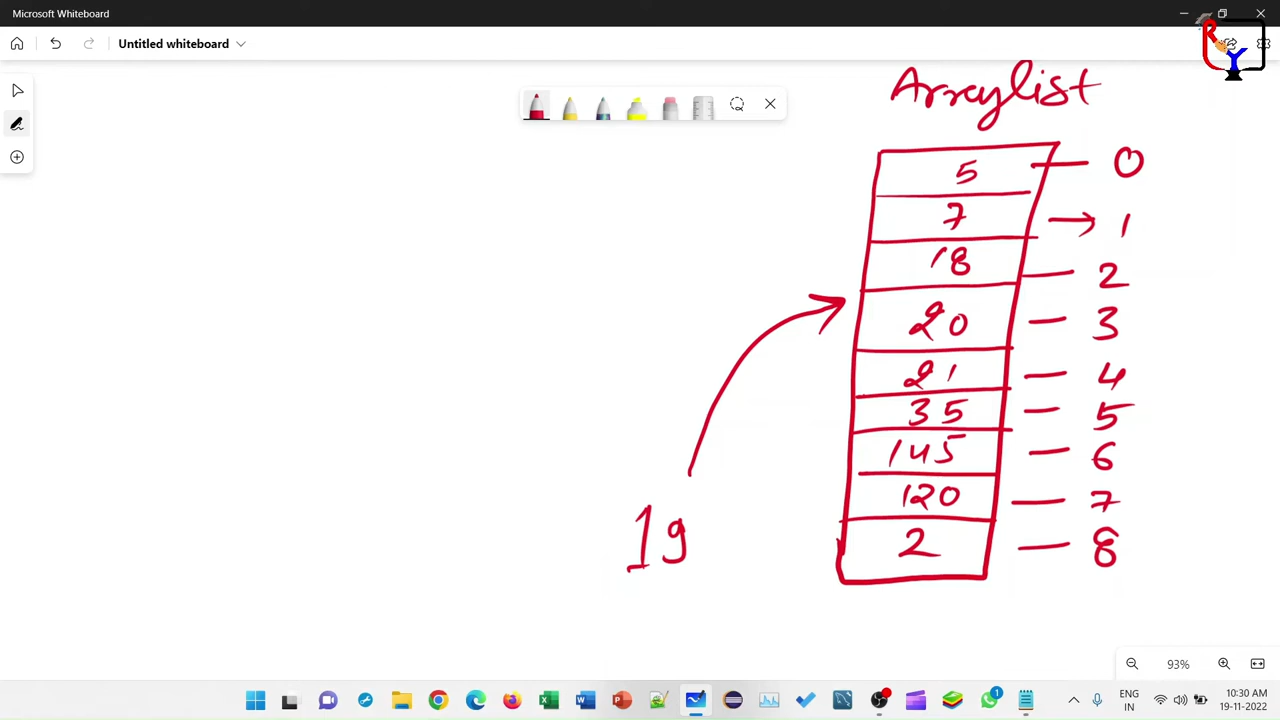 Microsoft Whiteboard
Untitled whiteboard
R
Y
Arraylist
5 0
7 1
18 2
20 3
21 4
35 5
145 6
120 7
2 8
19
93%
1
ENG
IN
10:30 AM
19-11-2022